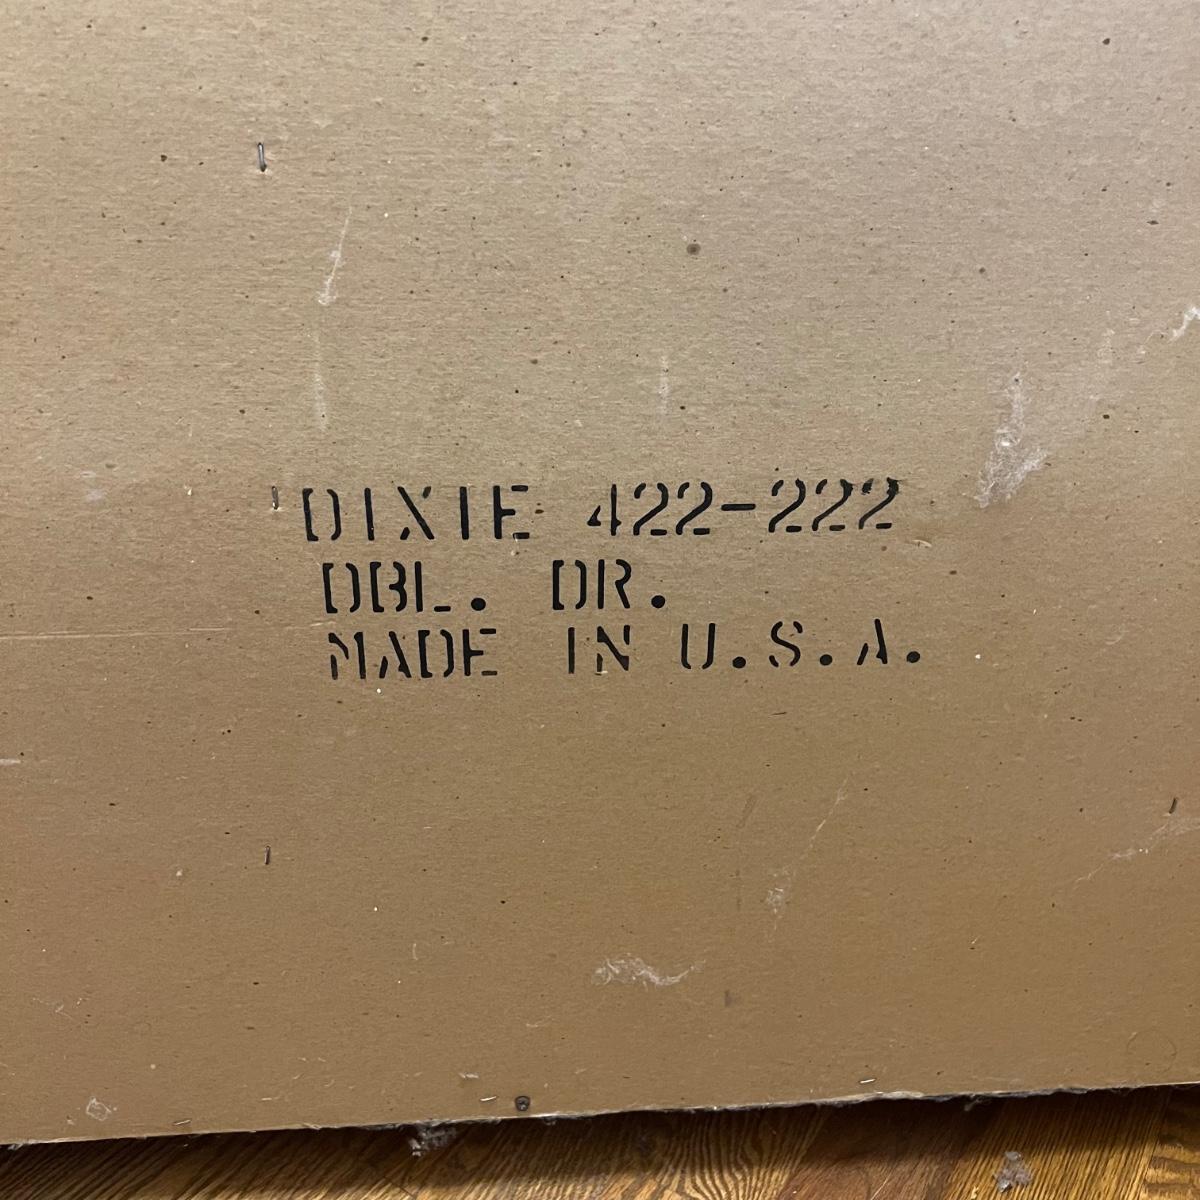 DIXIE 422-222
DBL. DR.
MADE IN U.S.A.